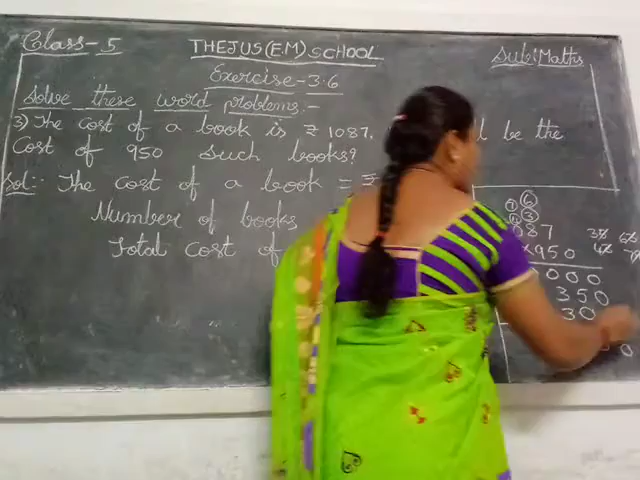 Class-5
THEJUS(E.M) SCHOOL
Sub:Maths
Exercise-3.6
Solve these word problems:-
3) The cost of a book is ₹ 1087. be the
cost of 950 such books?
Sol:- The cost of a book = ₹
Number of books
Total cost of
6
3
087
×950
000
350
30
0